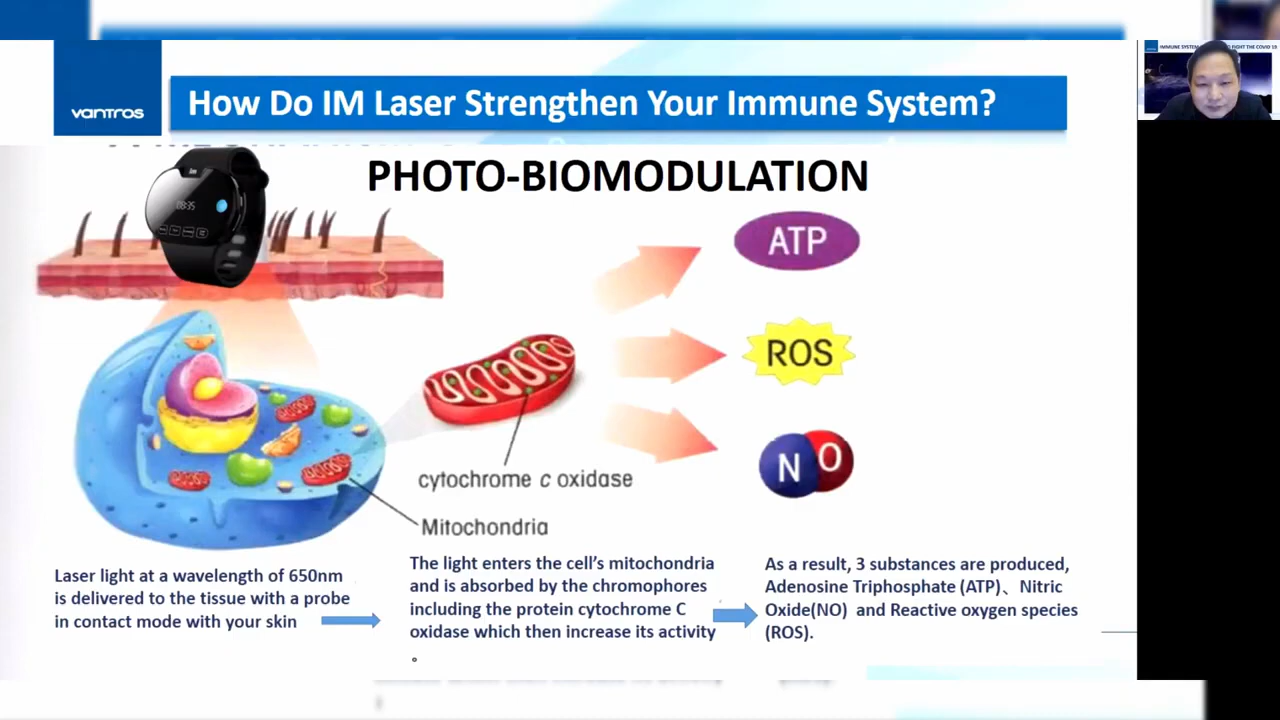 vantros
How Do IM Laser Strengthen Your Immune System?
PHOTO-BIOMODULATION
08:35
ATP
ROS
N O
cytochrome c oxidase
Mitochondria
Laser light at a wavelength of 650nm
is delivered to the tissue with a probe
in contact mode with your skin
The light enters the cell's mitochondria
and is absorbed by the chromophores
including the protein cytochrome C
oxidase which then increase its activity
。
As a result, 3 substances are produced,
Adenosine Triphosphate (ATP)、Nitric
Oxide(NO) and Reactive oxygen species
(ROS).